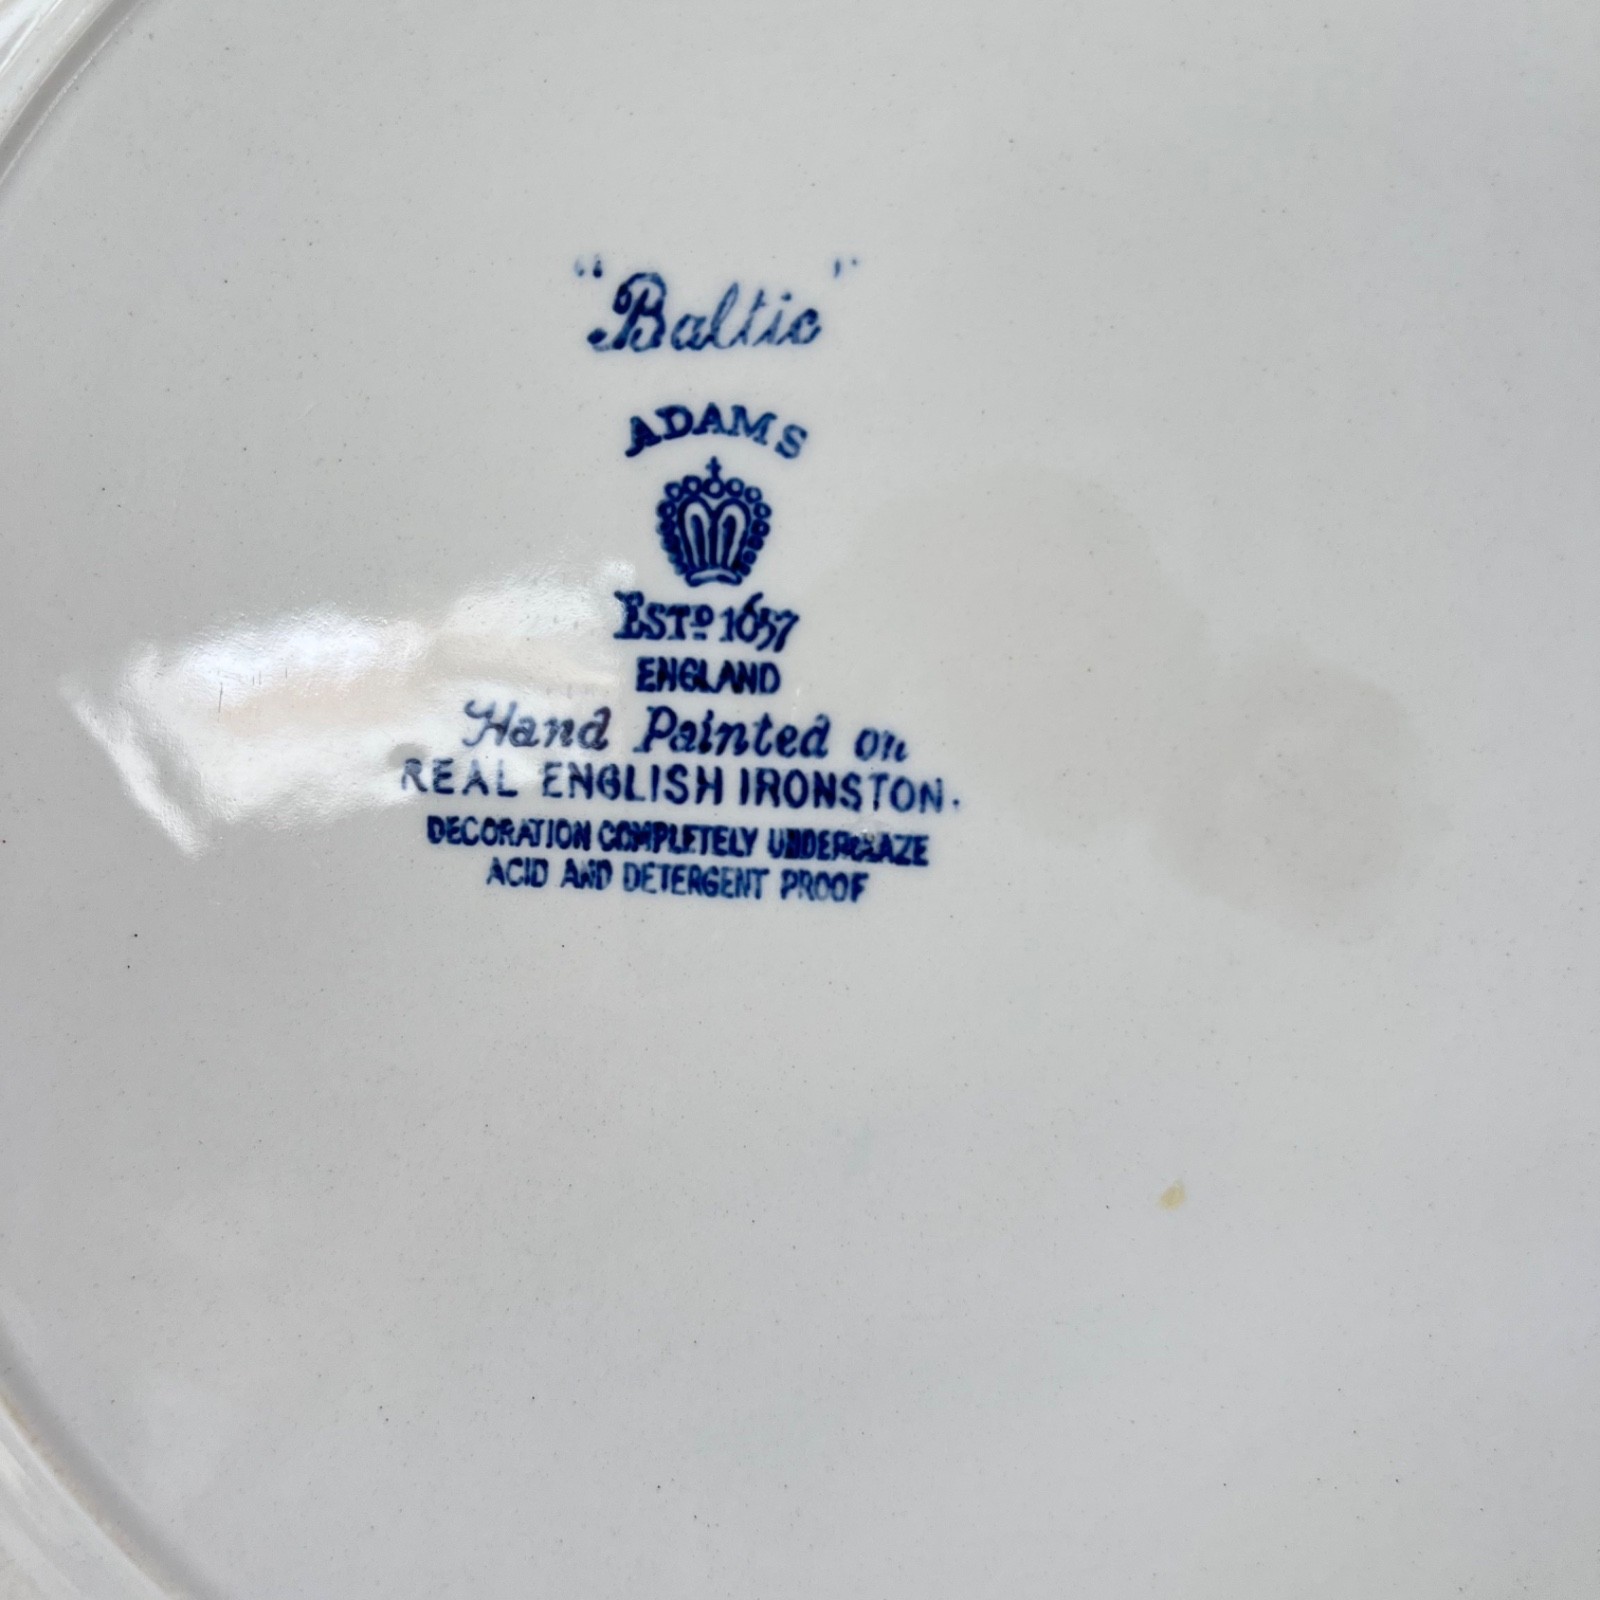 "Baltic"
ADAMS
ESTD 1657
ENGLAND
Hand Painted on
REAL ENGLISH IRONSTON.
DECORATION COMPLETELY UNDERGLAZE
ACID AND DETERGENT PROOF